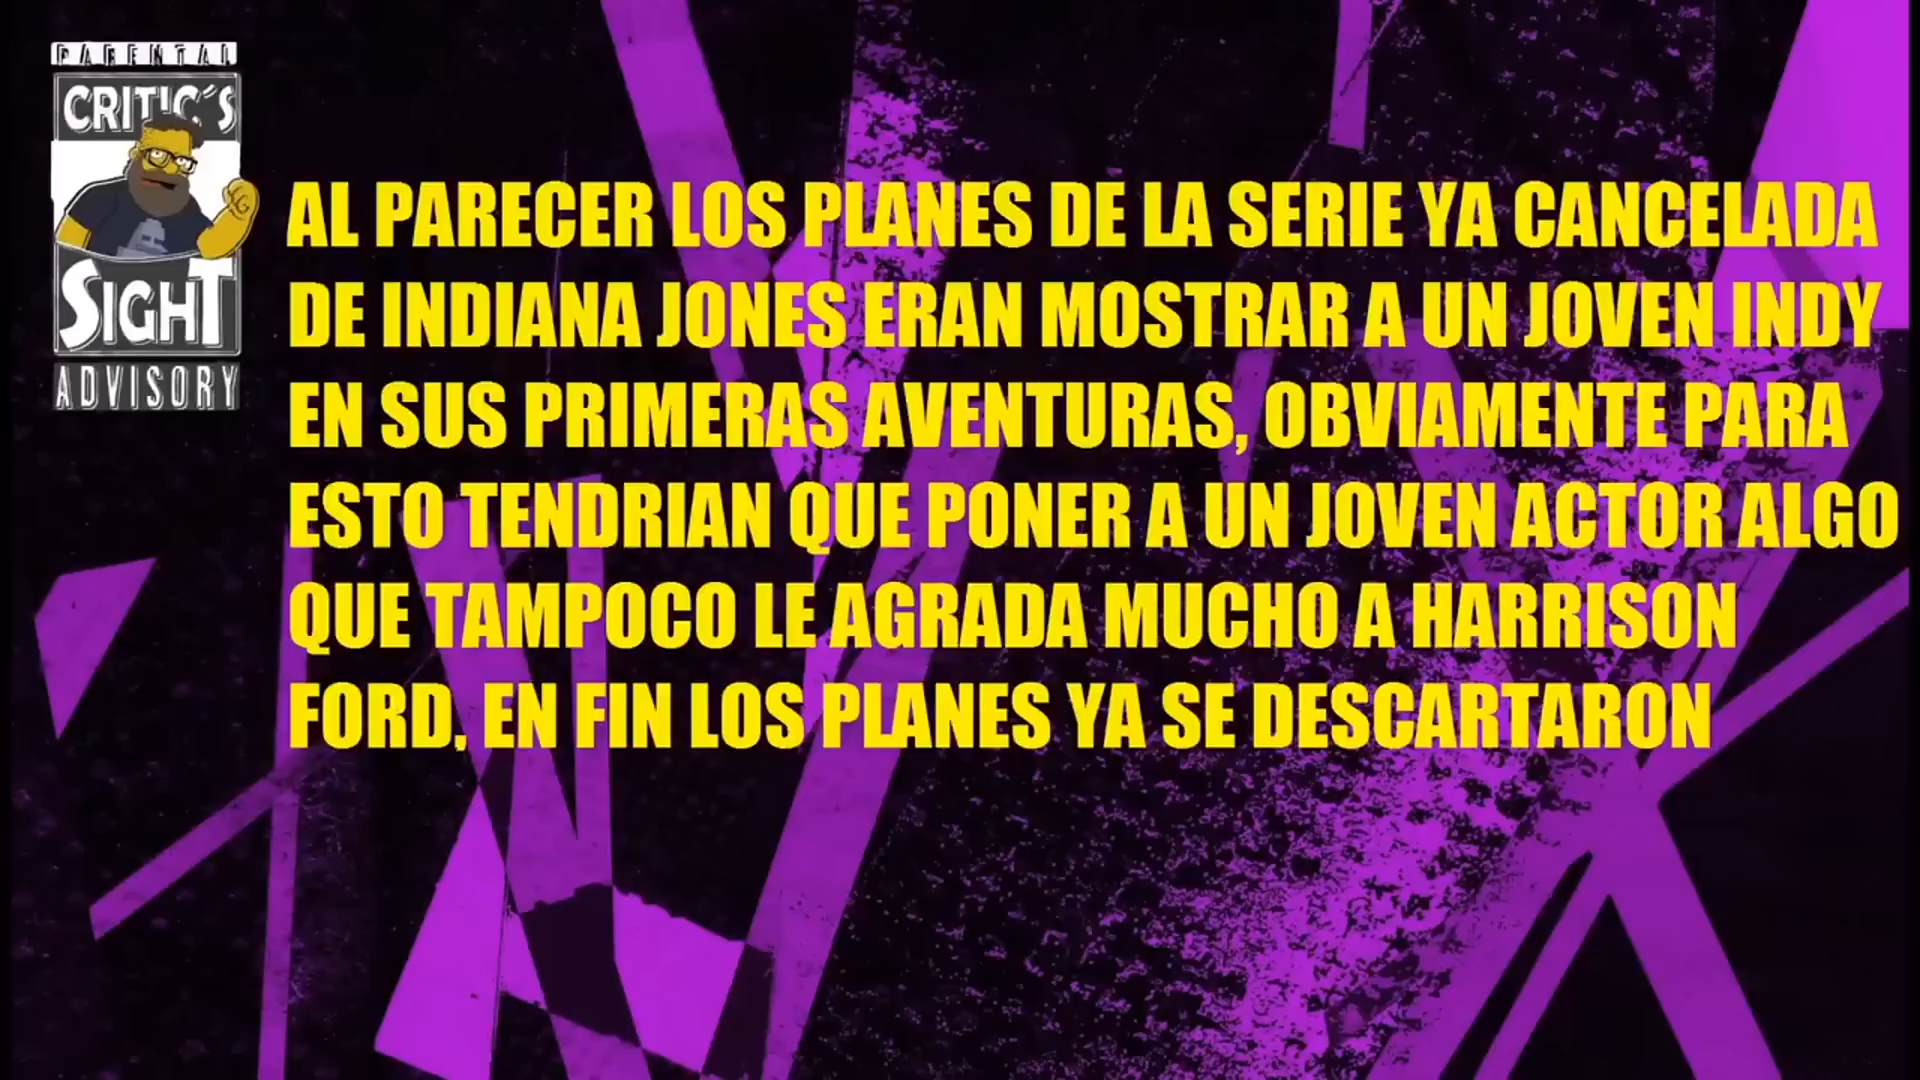 PARENTAL
CRITIC´S
SIGHT
ADVISORY
AL PARECER LOS PLANES DE LA SERIE YA CANCELADA
DE INDIANA JONES ERAN MOSTRAR A UN JOVEN INDY
EN SUS PRIMERAS AVENTURAS, OBVIAMENTE PARA
ESTO TENDRIAN QUE PONER A UN JOVEN ACTOR ALGO
QUE TAMPOCO LE AGRADA MUCHO A HARRISON
FORD, EN FIN LOS PLANES YA SE DESCARTARON